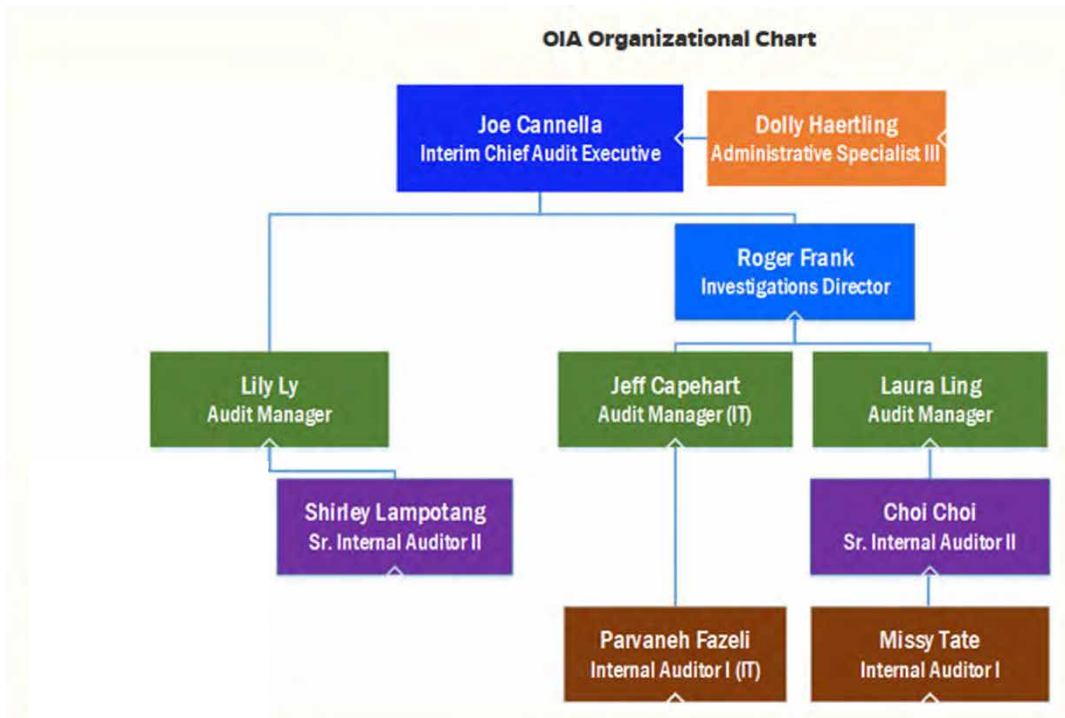 OIA Organizational Chart
Joe Cannella
Interim Chief Audit Executive
Dolly Haertling
Administrative Specialist III
Roger Frank
Investigations Director
Lily Ly
Audit Manager
Jeff Capehart
Audit Manager (IT)
Laura Ling
Audit Manager
Shirley Lampotang
Sr. Internal Auditor II
Choi Choi
Sr. Internal Auditor II
Parvaneh Fazeli
Internal Auditor I (IT)
Missy Tate
Internal Auditor I